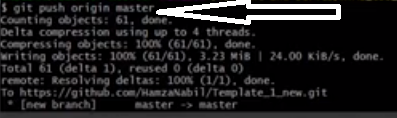 $ git push origin master
Counting objects: 61, done.
Delta compression using up to 4 threads.
Compressing objects: 100% (61/61), done.
Writing objects: 100% (61/61), 3.23 MiB | 24.00 KiB/s, done.
Total 61 (delta 1), reused 0 (delta 0)
remote: Resolving deltas: 100% (1/1), done.
To https://github.com/HamzaNabil/Template_1_new.git
* [new branch] master -> master